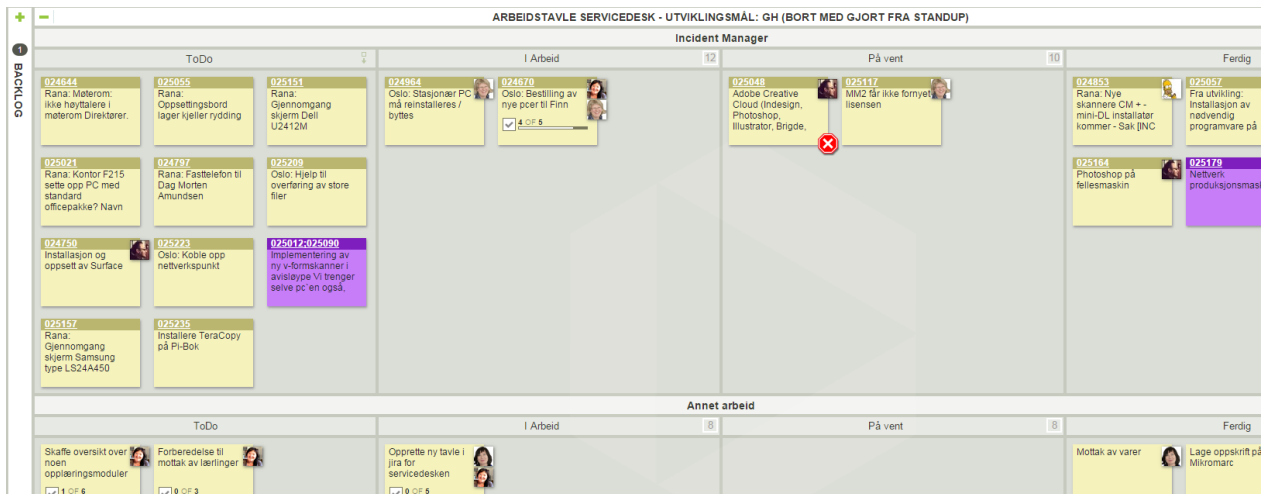 ARBEIDSTAVLE SERVICEDESK - UTVIKLINGSMÅL: GH (BORT MED GJORT FRA STANDUP)
1
BACKLOG
Incident Manager
ToDo
I Arbeid
12
På vent
10
Ferdig
024644
Rana: Møterom:
ikke høyttalere i
møterom Direktører.
025055
Rana:
Oppsettingsbord
lager kjeller rydding
025151
Rana:
Gjennomgang
skjerm Dell
U2412M
024964
Oslo: Stasjonær PC
må reinstalleres /
byttes
024670
Oslo: Bestilling av
nye pcer til Finn
4 OF 5
025048
Adobe Creative
Cloud (Indesign,
Photoshop,
Illustrator, Brigde,
025117
MM2 får ikke fornyet
lisensen
024853
Rana: Nye
skannere CM + -
mini-DL installatør
kommer - Sak [INC
025057
Fra utvikling:
Installasjon av
nødvendig
programvare på
025021
Rana: Kontor F215
sette opp PC med
standard
officepakke? Navn
024797
Rana: Fasttelefon til
Dag Morten
Amundsen
025209
Oslo: Hjelp til
overføring av store
filer
025164
Photoshop på
fellesmaskin
025179
Nettverk
produksjonsmask
024750
Installasjon og
oppsett av Surface
025223
Oslo: Koble opp
nettverkspunkt
025012;025090
Implementering av
ny v-formskanner i
avisløype Vi trenger
selve pc´en også,
025157
Rana:
Gjennomgang
skjerm Samsung
type LS24A450
025235
Installere TeraCopy
på Pi-Bok
Annet arbeid
ToDo
I Arbeid
8
På vent
8
Ferdig
Skaffe oversikt over
noen
opplæringsmoduler
1 OF 6
Forberedelse til
mottak av lærlinger
0 OF 3
Opprette ny tavle i
jira for
servicedesken
0 OF 5
Mottak av varer
Lage oppskrift på
Mikromarc